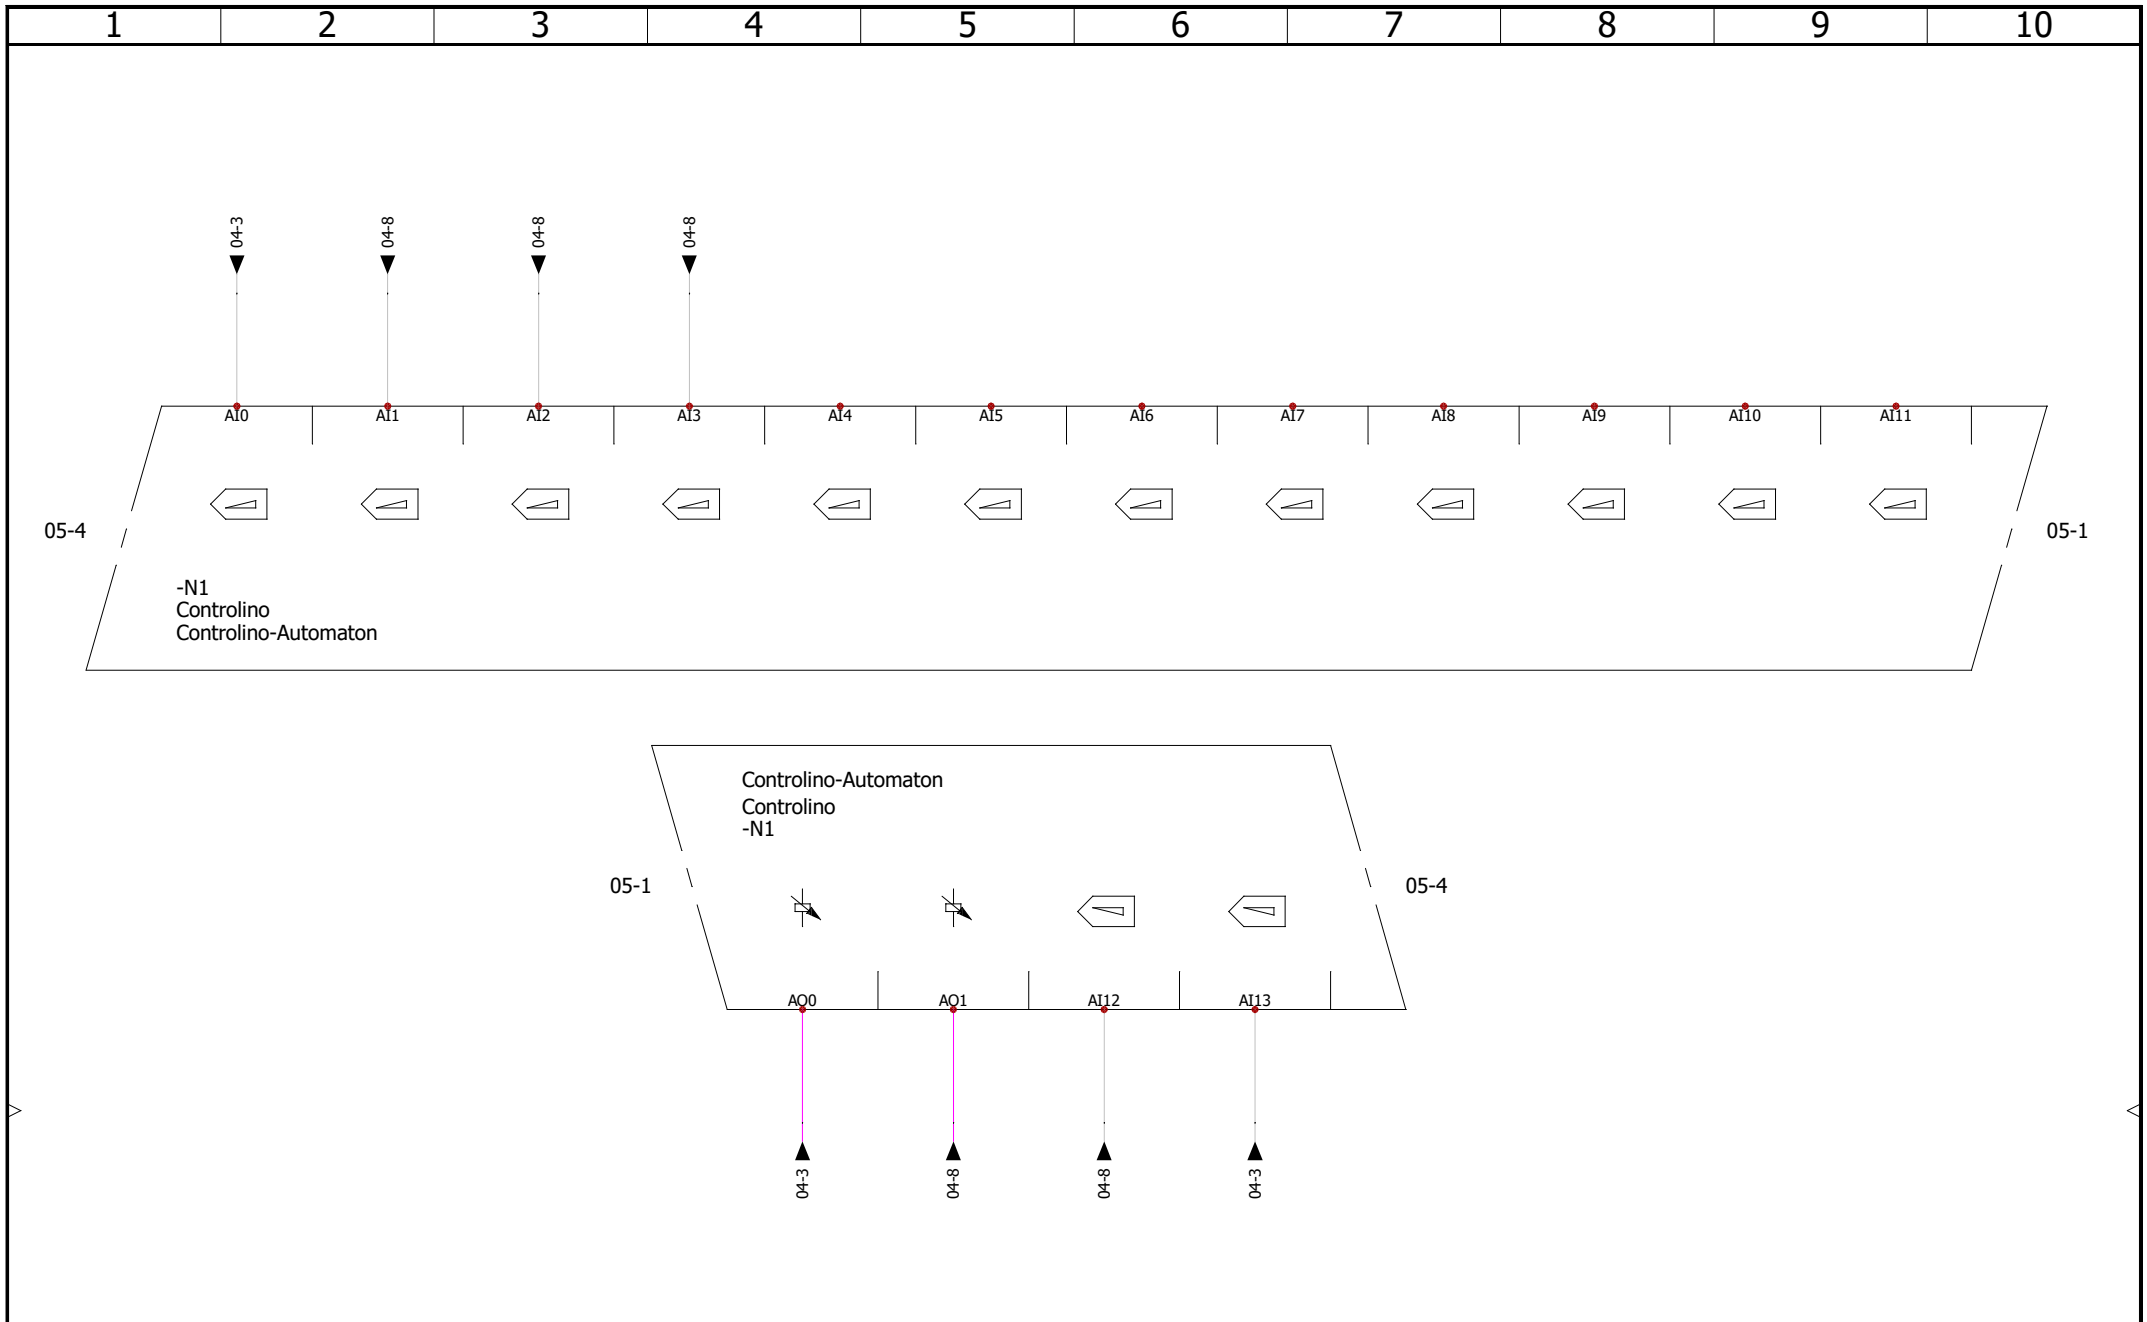 1 2 3 4 5 6 7 8 9 10
04-3 04-8 04-8 04-8
AI0 AI1 AI2 AI3 AI4 AI5 AI6 AI7 AI8 AI9 AI10 AI11
05-4 05-1
-N1
Controlino
Controlino-Automaton
Controlino-Automaton
Controlino
-N1
05-1 05-4
AO0 AO1 AI12 AI13
04-3 04-8 04-8 04-3